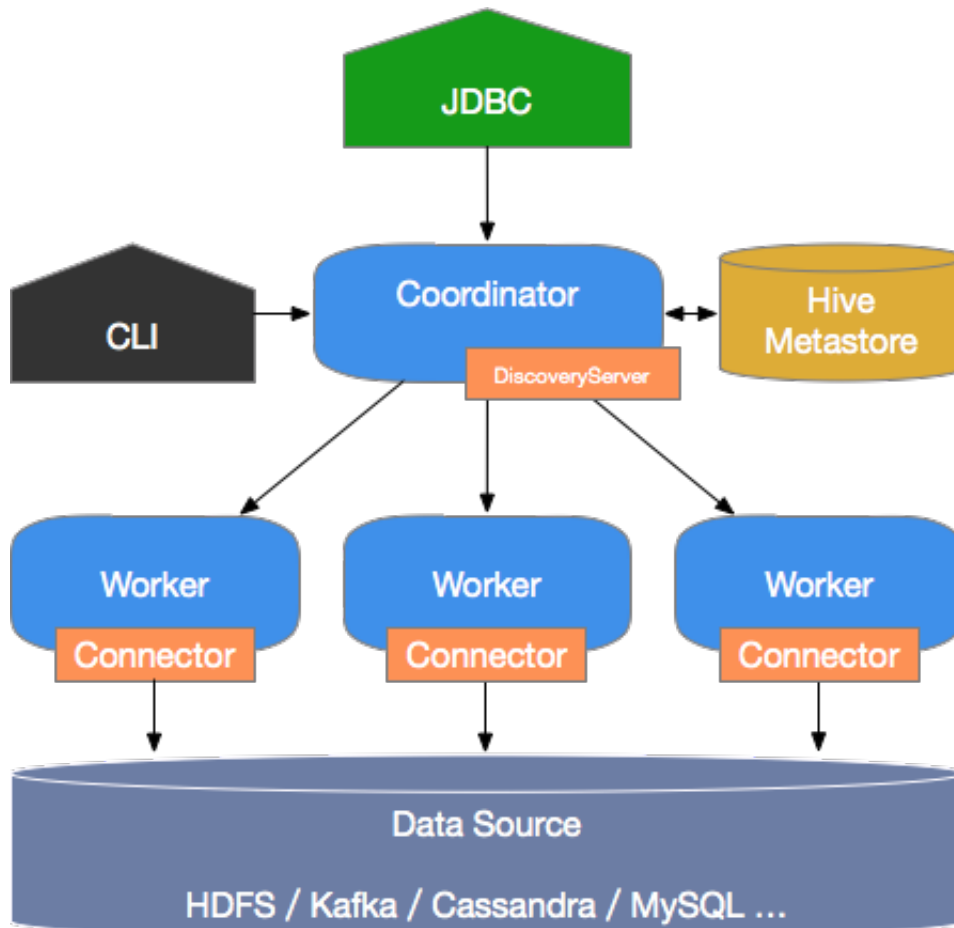 JDBC
CLI
Coordinator
Hive
Metastore
DiscoveryServer
Worker
Worker
Worker
Connector
Connector
Connector
Data Source
HDFS / Kafka / Cassandra / MySQL ...